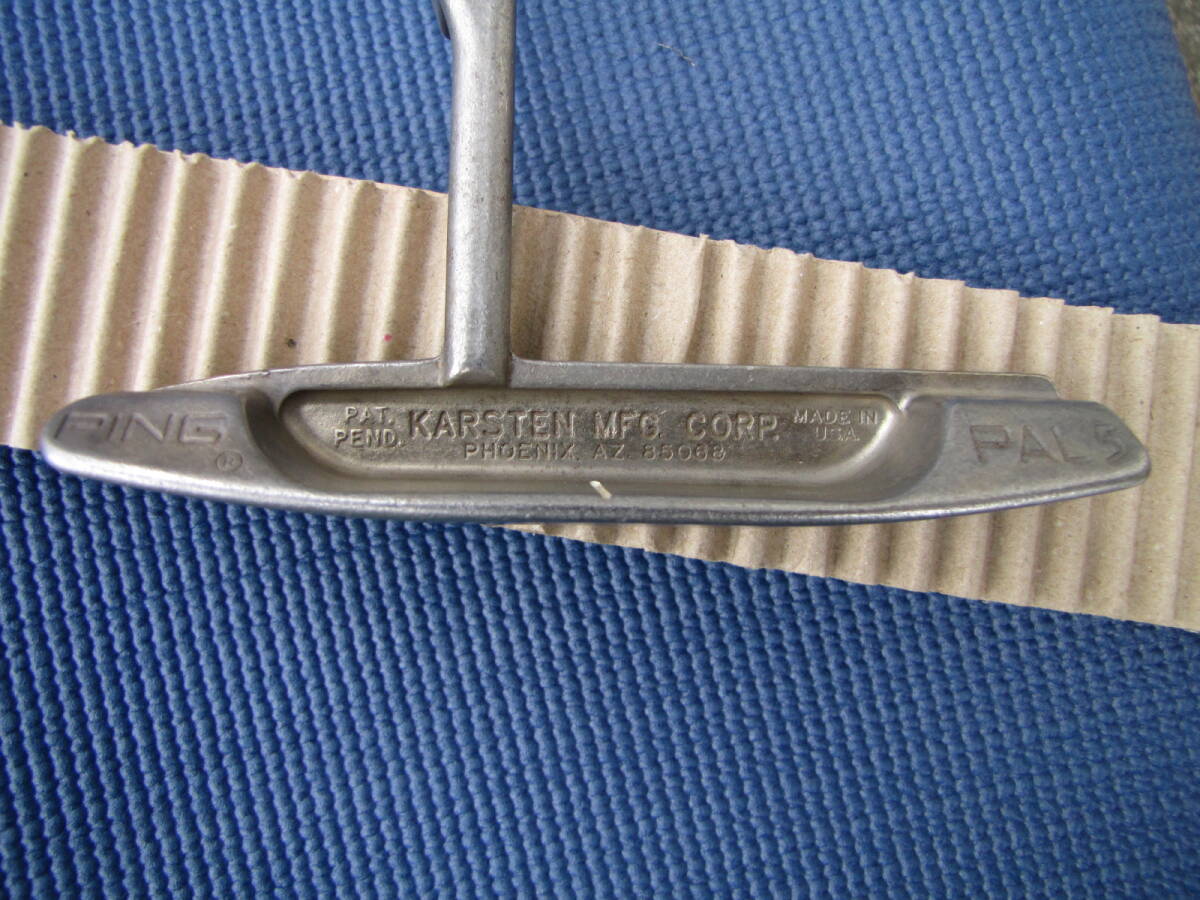 PING
®
PAT.
PEND.
KARSTEN MFG. CORP.
PHOENIX, AZ. 85068
MADE IN
U.S.A.
PAL 5